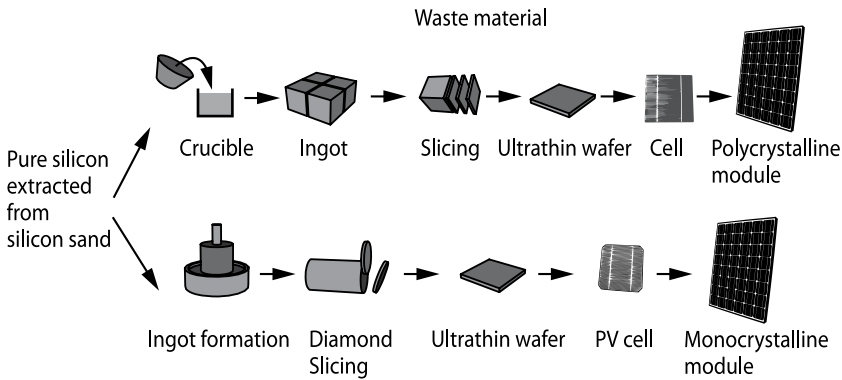 Waste material
Crucible
Ingot
Slicing
Ultrathin wafer
Cell
Polycrystalline
module
Pure silicon
extracted
from
silicon sand
Ingot formation
Diamond
Slicing
Ultrathin wafer
PV cell
Monocrystalline
module